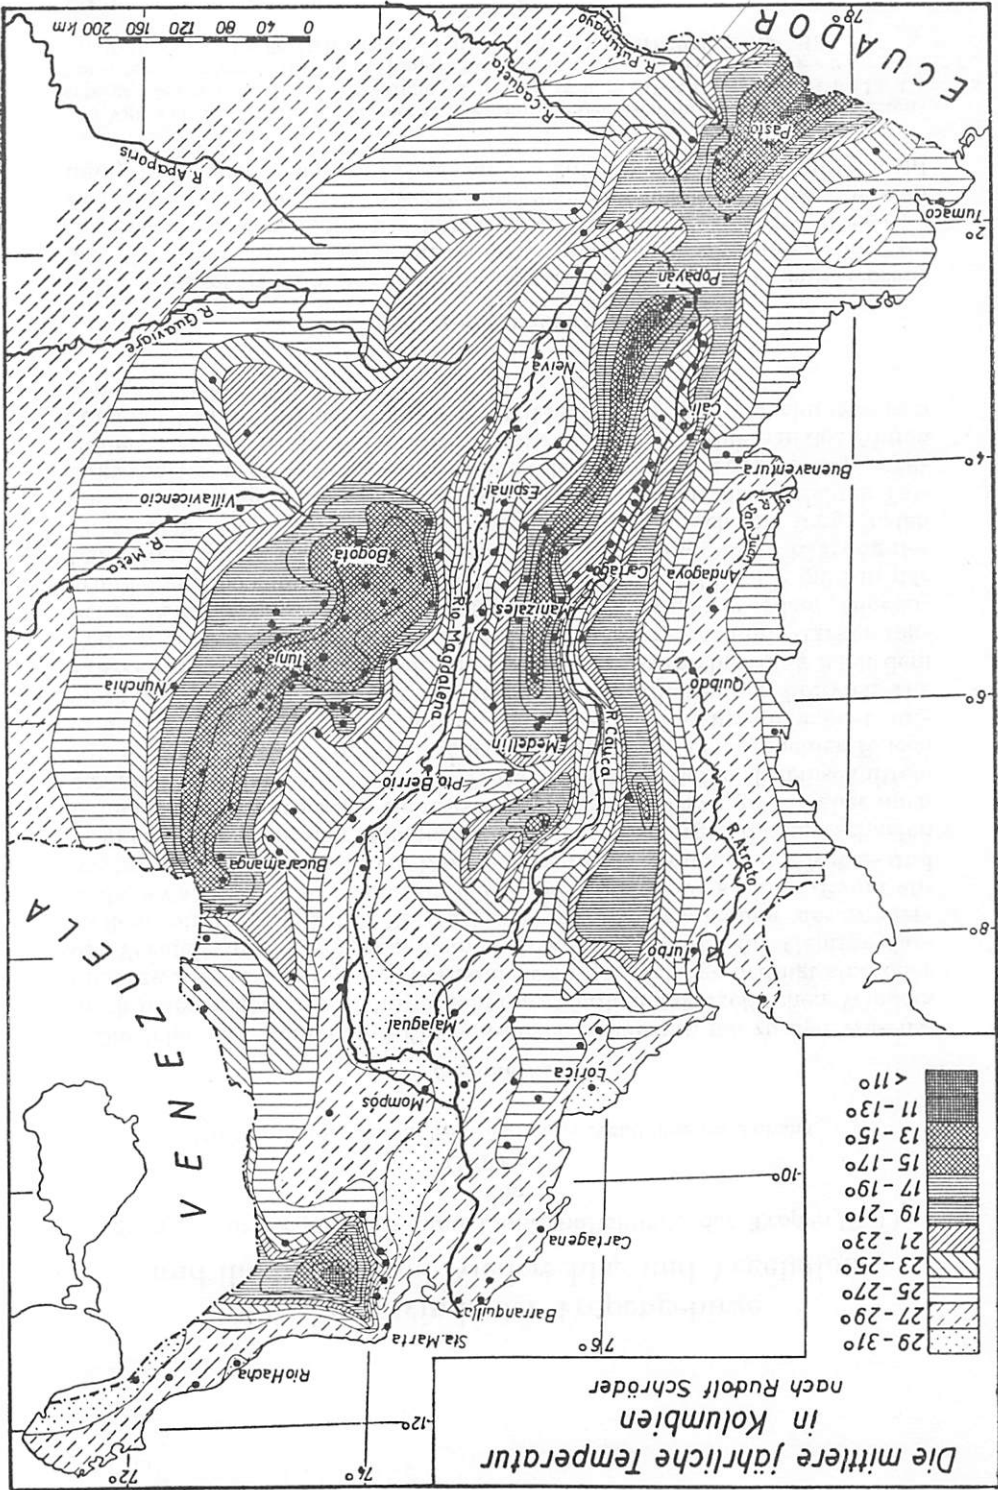 Die mittlere jährliche Temperatur
in Kolumbien
nach Rudolf Schröder
29 - 31°
27 - 29°
25 - 27°
23 - 25°
21 - 23°
19 - 21°
17 - 19°
15 - 17°
13 - 15°
11 - 13°
< 11°
72°
74°
76°
12°
10°
8°
6°
4°
2°
78°
Rio Hacha
Sta. Marta
Barranquilla
Cartagena
VENEZUELA
Mompós
Lorica
Majagual
Turbo
Bucaramanga
R. Atrato
Pto. Berrio
Medellín
R. Cauca
Nunchia
Quibdó
Tunja
Rio Magdalena
Manizales
R. Meta
Bogotá
Cartago
Andagoya
Villavicencio
Espinal
R. San Juan
Buenaventura
Cali
Neiva
R. Guaviare
Popayán
Tumaco
R. Apaporis
Pasto
R. Caqueta
R. Putumayo
ECUADOR
0 40 80 120 160 200 km